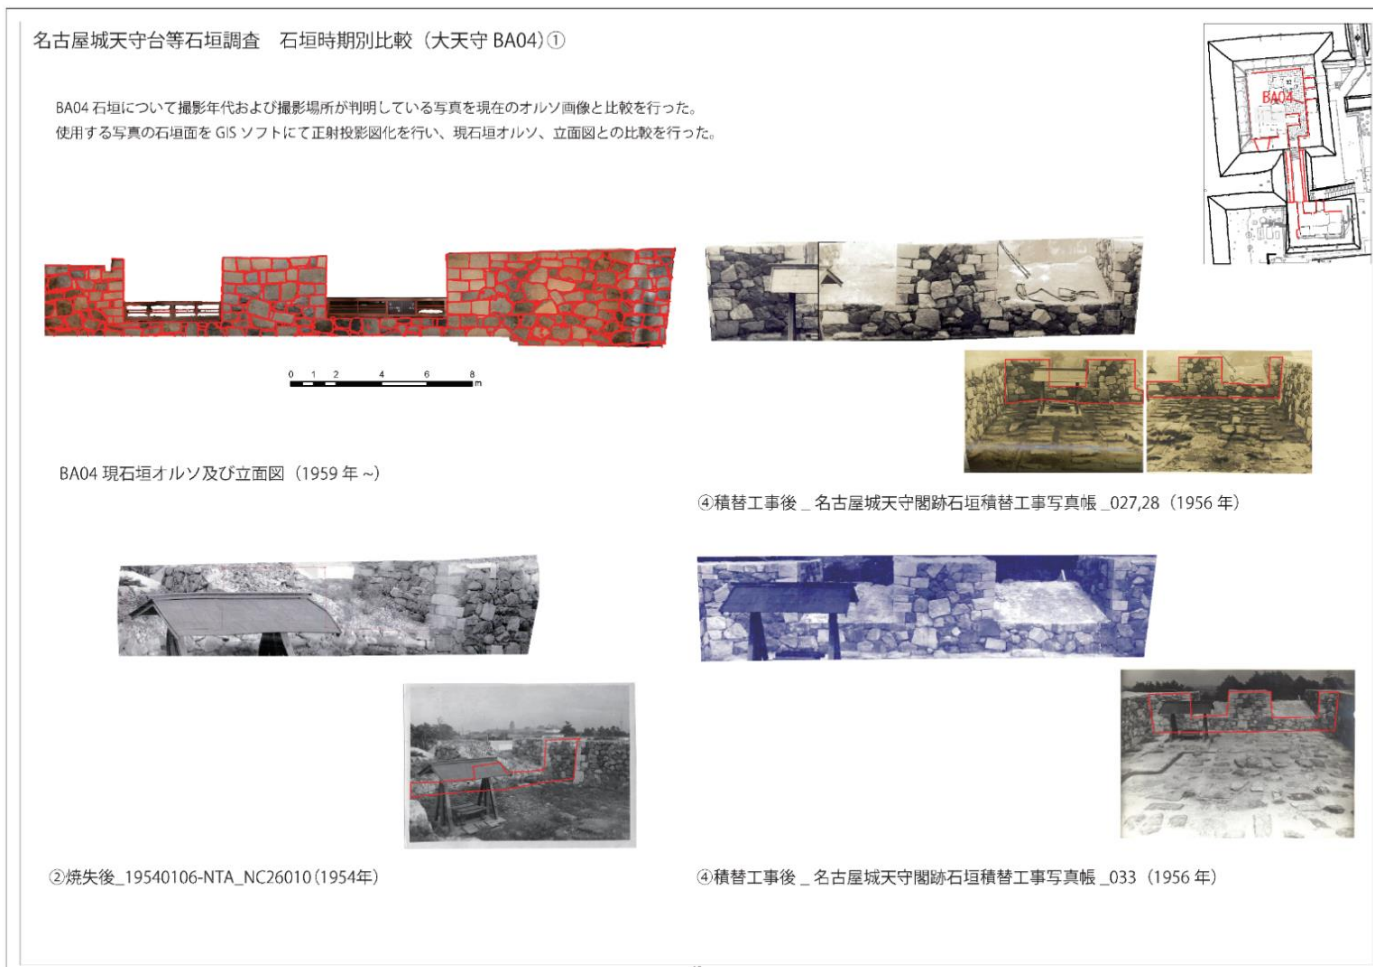 名古屋城天守台等石垣調査　石垣時期別比較（大天守 BA04）①
BA04 石垣について撮影年代および撮影場所が判明している写真を現在のオルソ画像と比較を行った。
使用する写真の石垣面を GIS ソフトにて正射投影図化を行い、現石垣オルソ、立面図との比較を行った。
BA04
0 1 2 4 6 8
m
BA04 現石垣オルソ及び立面図（1959 年 ~）
④積替工事後 _ 名古屋城天守閣跡石垣積替工事写真帳 _027,28（1956 年）
②焼失後_19540106-NTA_NC26010（1954年）
④積替工事後 _ 名古屋城天守閣跡石垣積替工事写真帳 _033（1956 年）